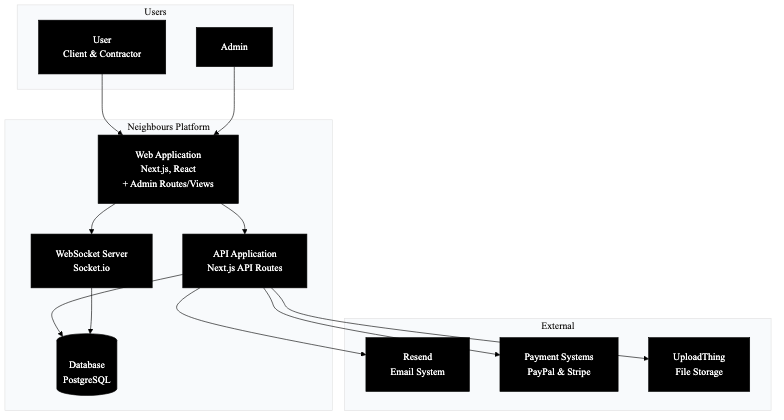 Users
User
Client & Contractor
Admin
Neighbours Platform
Web Application
Next.js, React
+ Admin Routes/Views
WebSocket Server
Socket.io
API Application
Next.js API Routes
Database
PostgreSQL
External
Resend
Email System
Payment Systems
PayPal & Stripe
UploadThing
File Storage